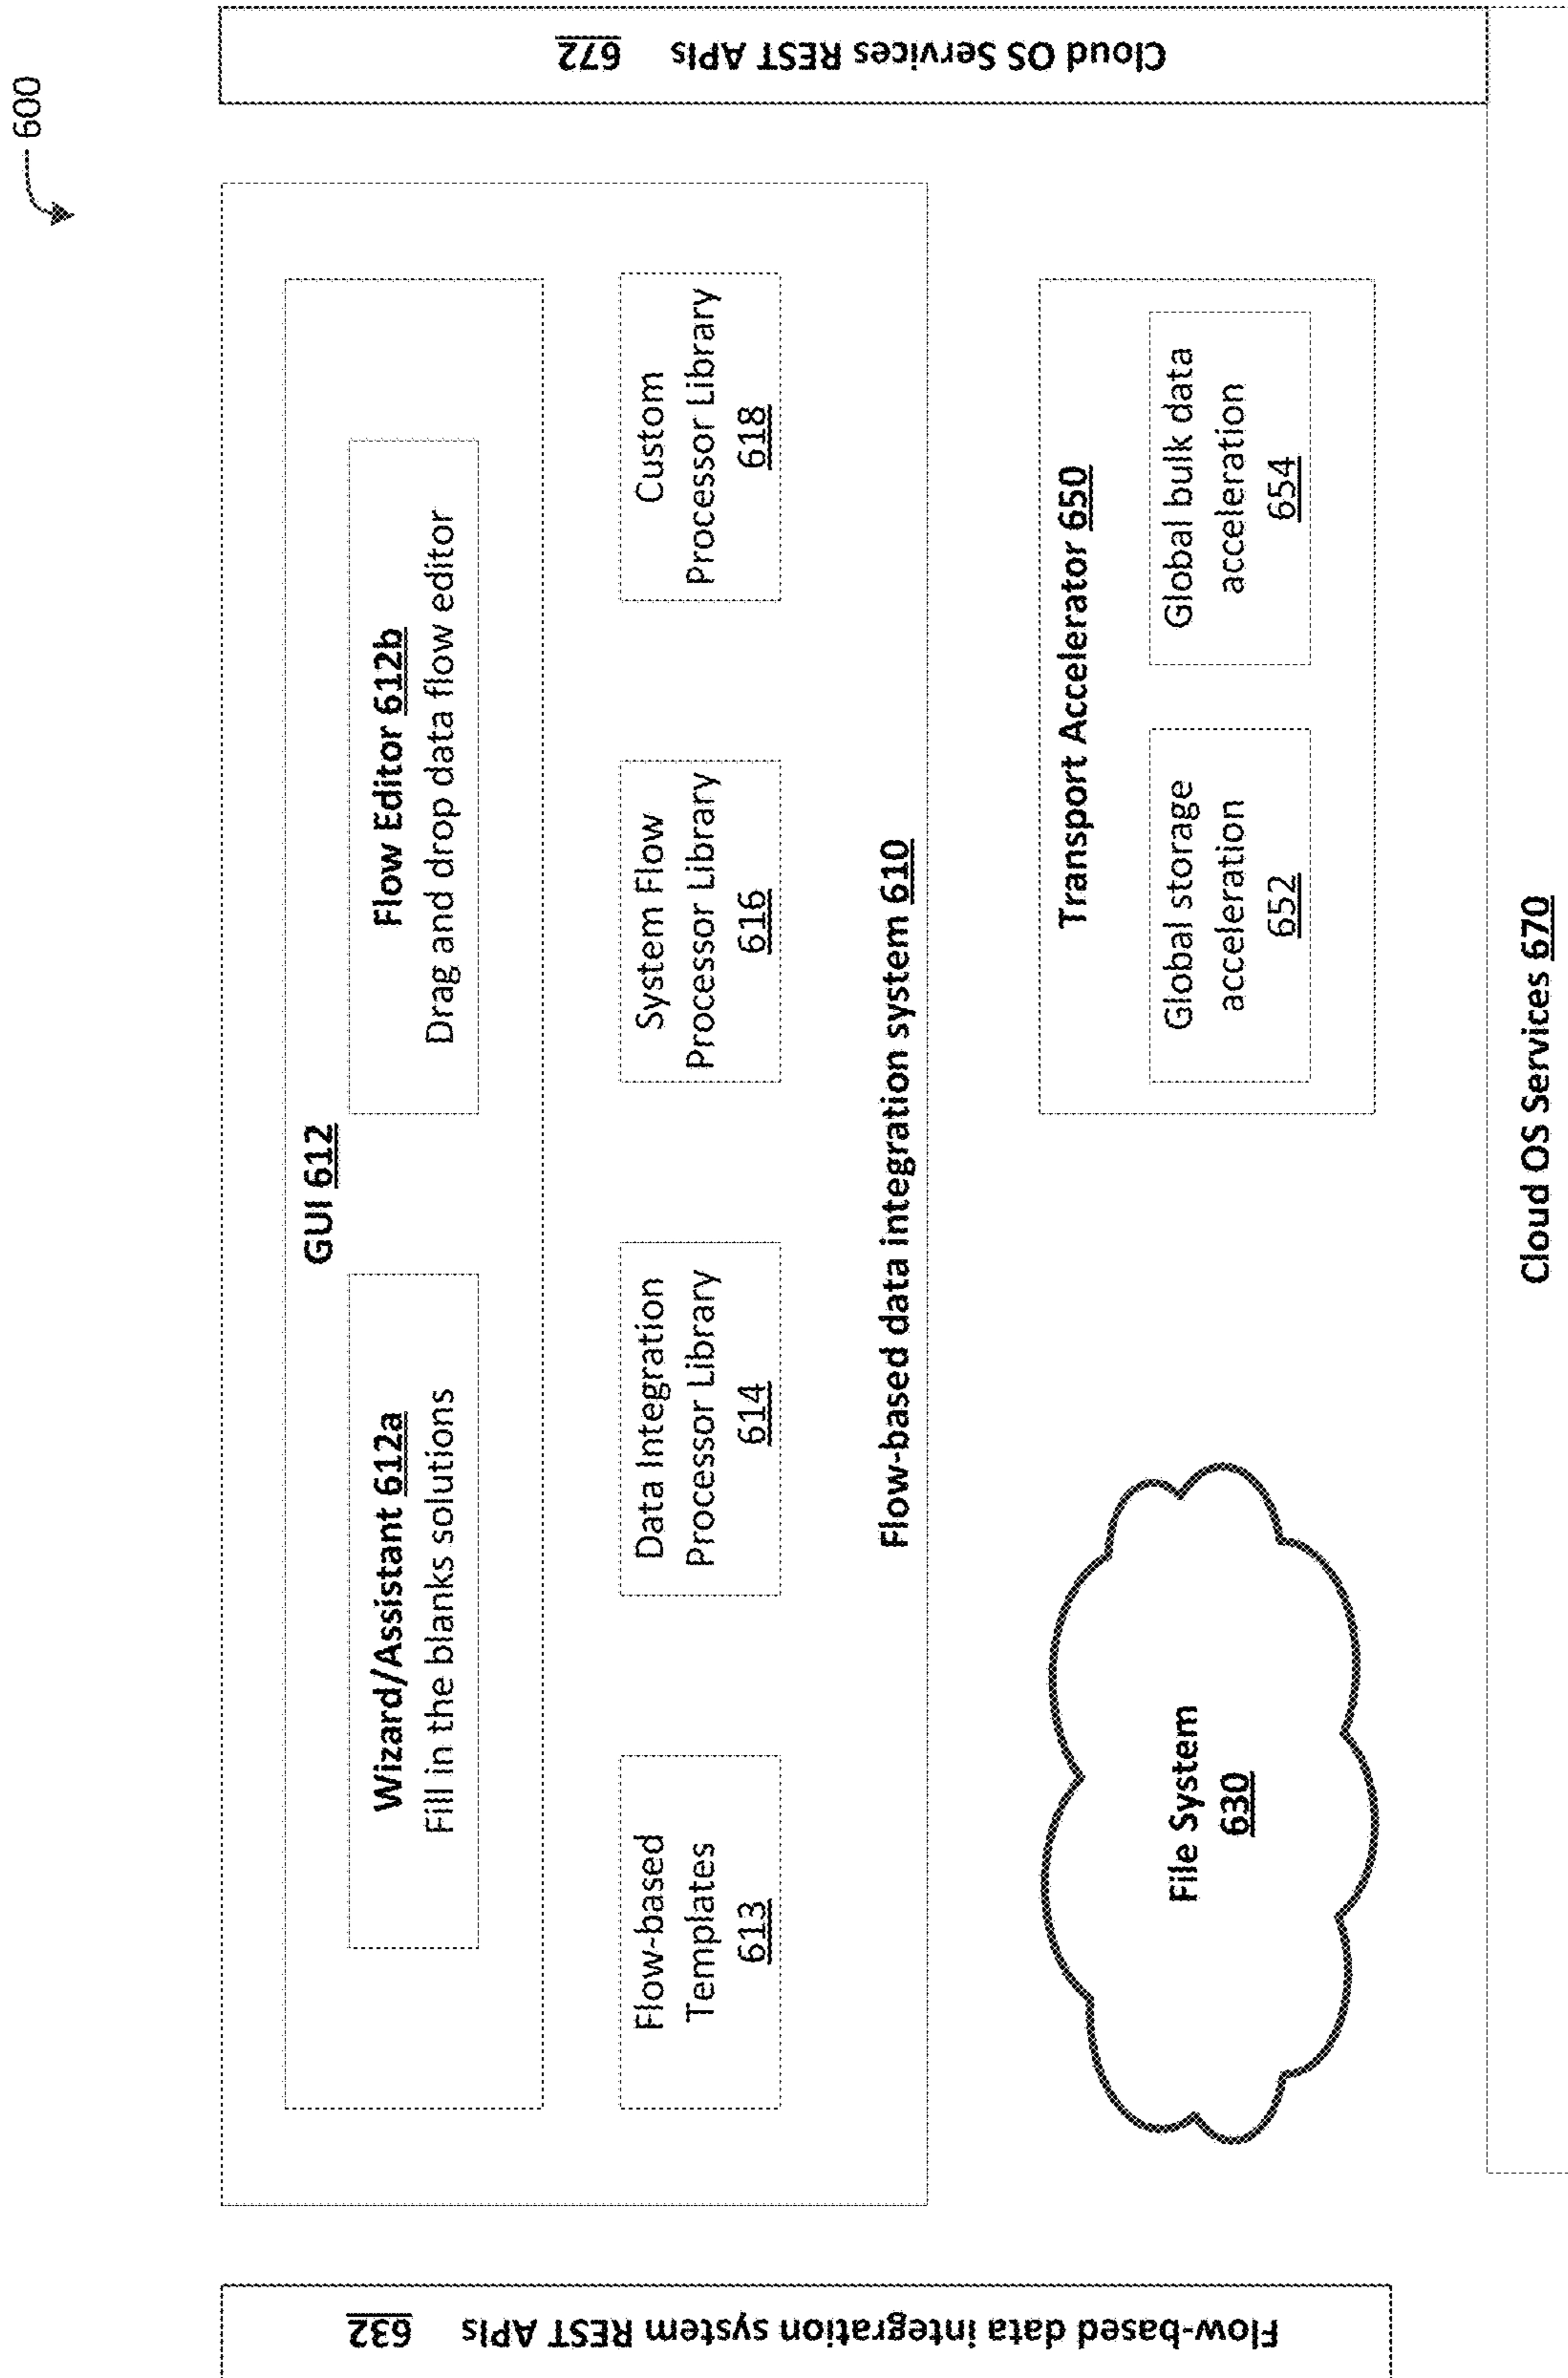 600
Flow-based data integration system REST APIs 632
GUI 612
Wizard/Assistant 612a
Fill in the blanks solutions
Flow Editor 612b
Drag and drop data flow editor
Flow-based
Templates
613
Data Integration
Processor Library
614
System Flow
Processor Library
616
Custom
Processor Library
618
Flow-based data integration system 610
File System
630
Transport Accelerator 650
Global storage
acceleration
652
Global bulk data
acceleration
654
Cloud OS Services 670
Cloud OS Services REST APIs 672